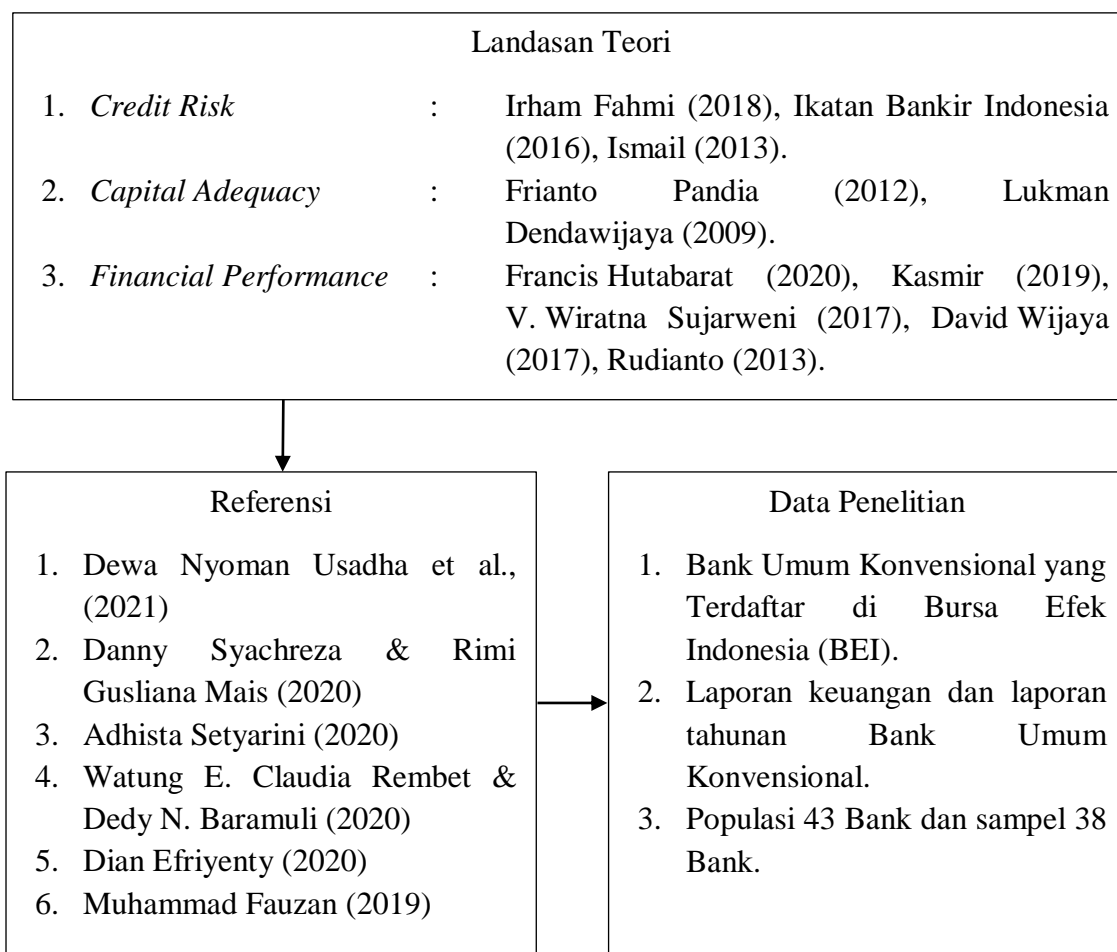 Landasan Teori
1. Credit Risk : Irham Fahmi (2018), Ikatan Bankir Indonesia
(2016), Ismail (2013).
2. Capital Adequacy : Frianto Pandia (2012), Lukman
Dendawijaya (2009).
3. Financial Performance : Francis Hutabarat (2020), Kasmir (2019),
V. Wiratna Sujarweni (2017), David Wijaya
(2017), Rudianto (2013).
Referensi
1. Dewa Nyoman Usadha et al.,
(2021)
2. Danny Syachreza & Rimi
Gusliana Mais (2020)
3. Adhista Setyarini (2020)
4. Watung E. Claudia Rembet &
Dedy N. Baramuli (2020)
5. Dian Efriyenty (2020)
6. Muhammad Fauzan (2019)
Data Penelitian
1. Bank Umum Konvensional yang
Terdaftar di Bursa Efek
Indonesia (BEI).
2. Laporan keuangan dan laporan
tahunan Bank Umum
Konvensional.
3. Populasi 43 Bank dan sampel 38
Bank.